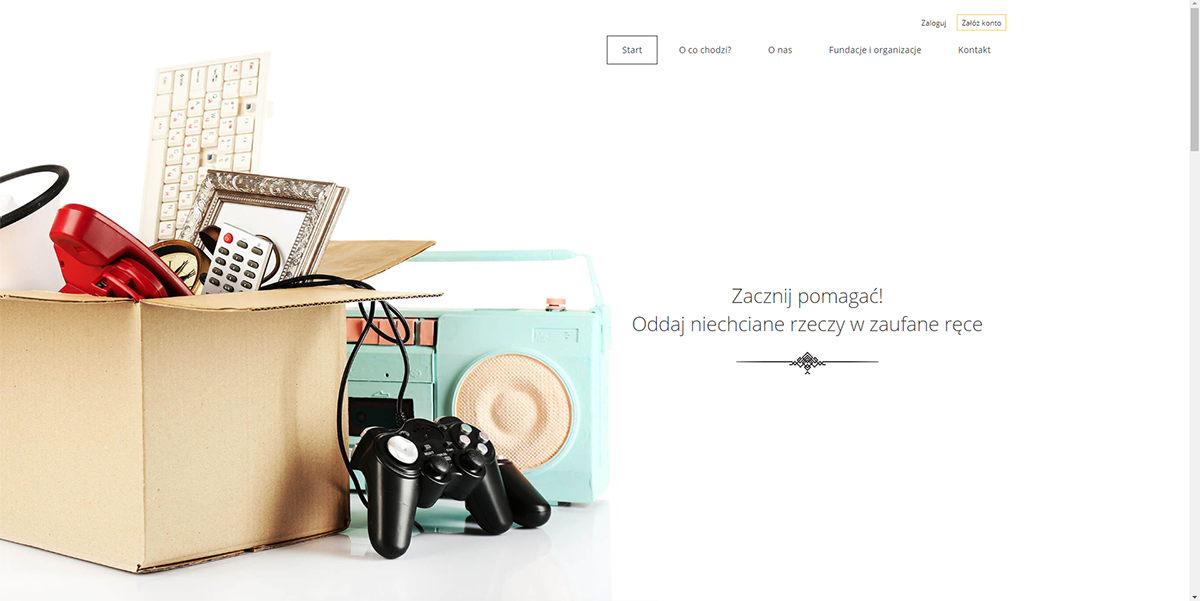 Zaloguj Załóż konto
Start O co chodzi? O nas Fundacje i organizacje Kontakt
Zacznij pomagać!
Oddaj niechciane rzeczy w zaufane ręce